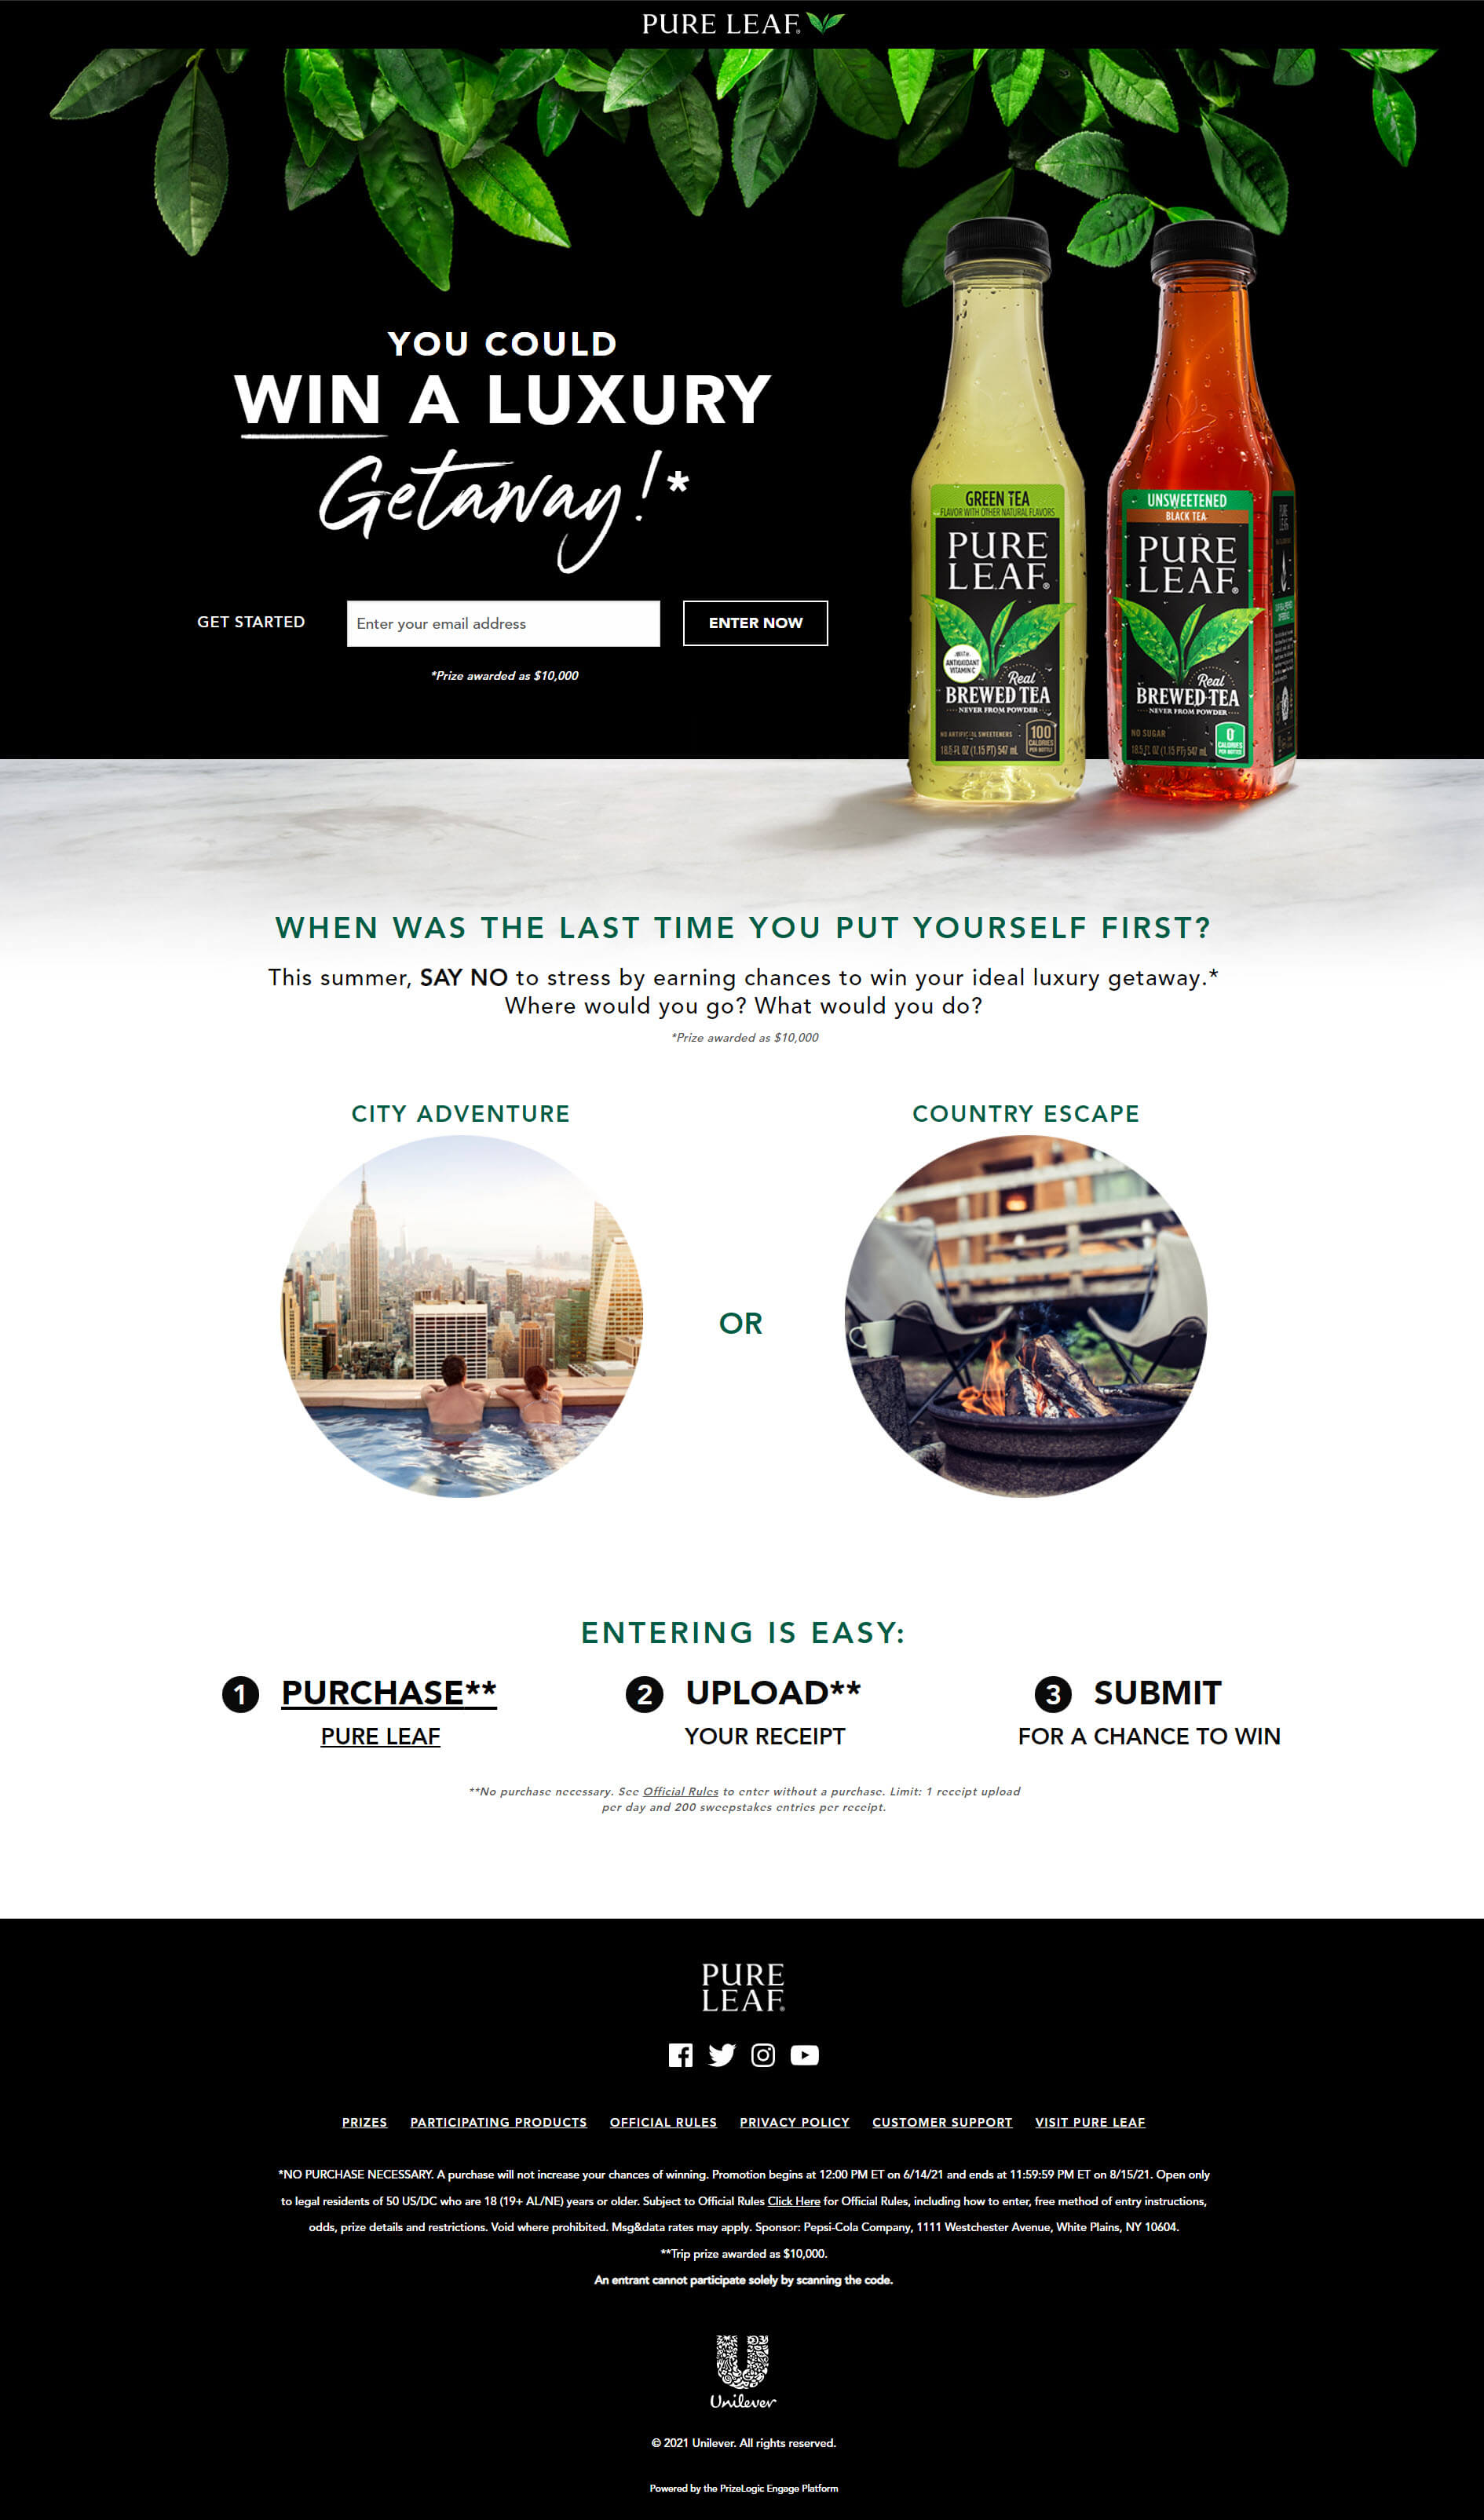 PURE LEAF®
YOU COULD
WIN A LUXURY
Getaway!*
GET STARTED
Enter your email address
ENTER NOW
*Prize awarded as $10,000
GREEN TEA
FLAVOR WITH OTHER NATURAL FLAVORS
PURE
LEAF®
WITH
ANTIOXIDANT
VITAMIN C
Real
BREWED TEA
NEVER FROM POWDER
NO ARTIFICIAL SWEETENERS
100
CALORIES
PER BOTTLE
18.5 FL OZ (1.15 PT) 547 mL
UNSWEETENED
BLACK TEA
PURE
LEAF®
Real
BREWED TEA
NEVER FROM POWDER
NO SUGAR
0
CALORIES
PER BOTTLE
18.5 FL OZ (1.15 PT) 547 mL
WHEN WAS THE LAST TIME YOU PUT YOURSELF FIRST?
This summer, SAY NO to stress by earning chances to win your ideal luxury getaway.*
Where would you go? What would you do?
*Prize awarded as $10,000
CITY ADVENTURE
OR
COUNTRY ESCAPE
ENTERING IS EASY:
1 PURCHASE**
PURE LEAF
2 UPLOAD**
YOUR RECEIPT
3 SUBMIT
FOR A CHANCE TO WIN
**No purchase necessary. See Official Rules to enter without a purchase. Limit: 1 receipt upload
per day and 200 sweepstakes entries per receipt.
PURE
LEAF®
PRIZES PARTICIPATING PRODUCTS OFFICIAL RULES PRIVACY POLICY CUSTOMER SUPPORT VISIT PURE LEAF
*NO PURCHASE NECESSARY. A purchase will not increase your chances of winning. Promotion begins at 12:00 PM ET on 6/14/21 and ends at 11:59:59 PM ET on 8/15/21. Open only
to legal residents of 50 US/DC who are 18 (19+ AL/NE) years or older. Subject to Official Rules Click Here for Official Rules, including how to enter, free method of entry instructions,
odds, prize details and restrictions. Void where prohibited. Msg&data rates may apply. Sponsor: Pepsi-Cola Company, 1111 Westchester Avenue, White Plains, NY 10604.
**Trip prize awarded as $10,000.
An entrant cannot participate solely by scanning the code.
Unilever
© 2021 Unilever. All rights reserved.
Powered by the PrizeLogic Engage Platform